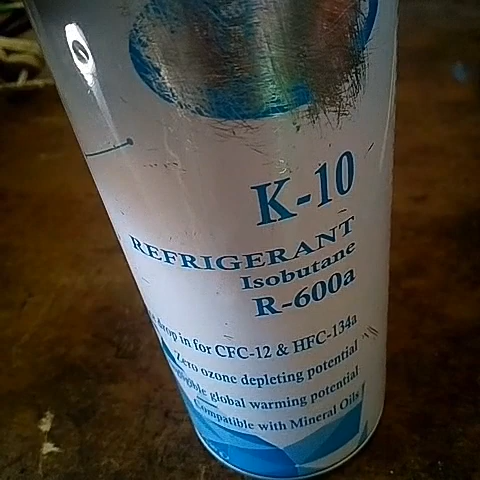 K-10
REFRIGERANT
Isobutane
R-600a
drop in for CFC-12 & HFC-134a
Zero ozone depleting potential
global warming potential
Compatible with Mineral Oils